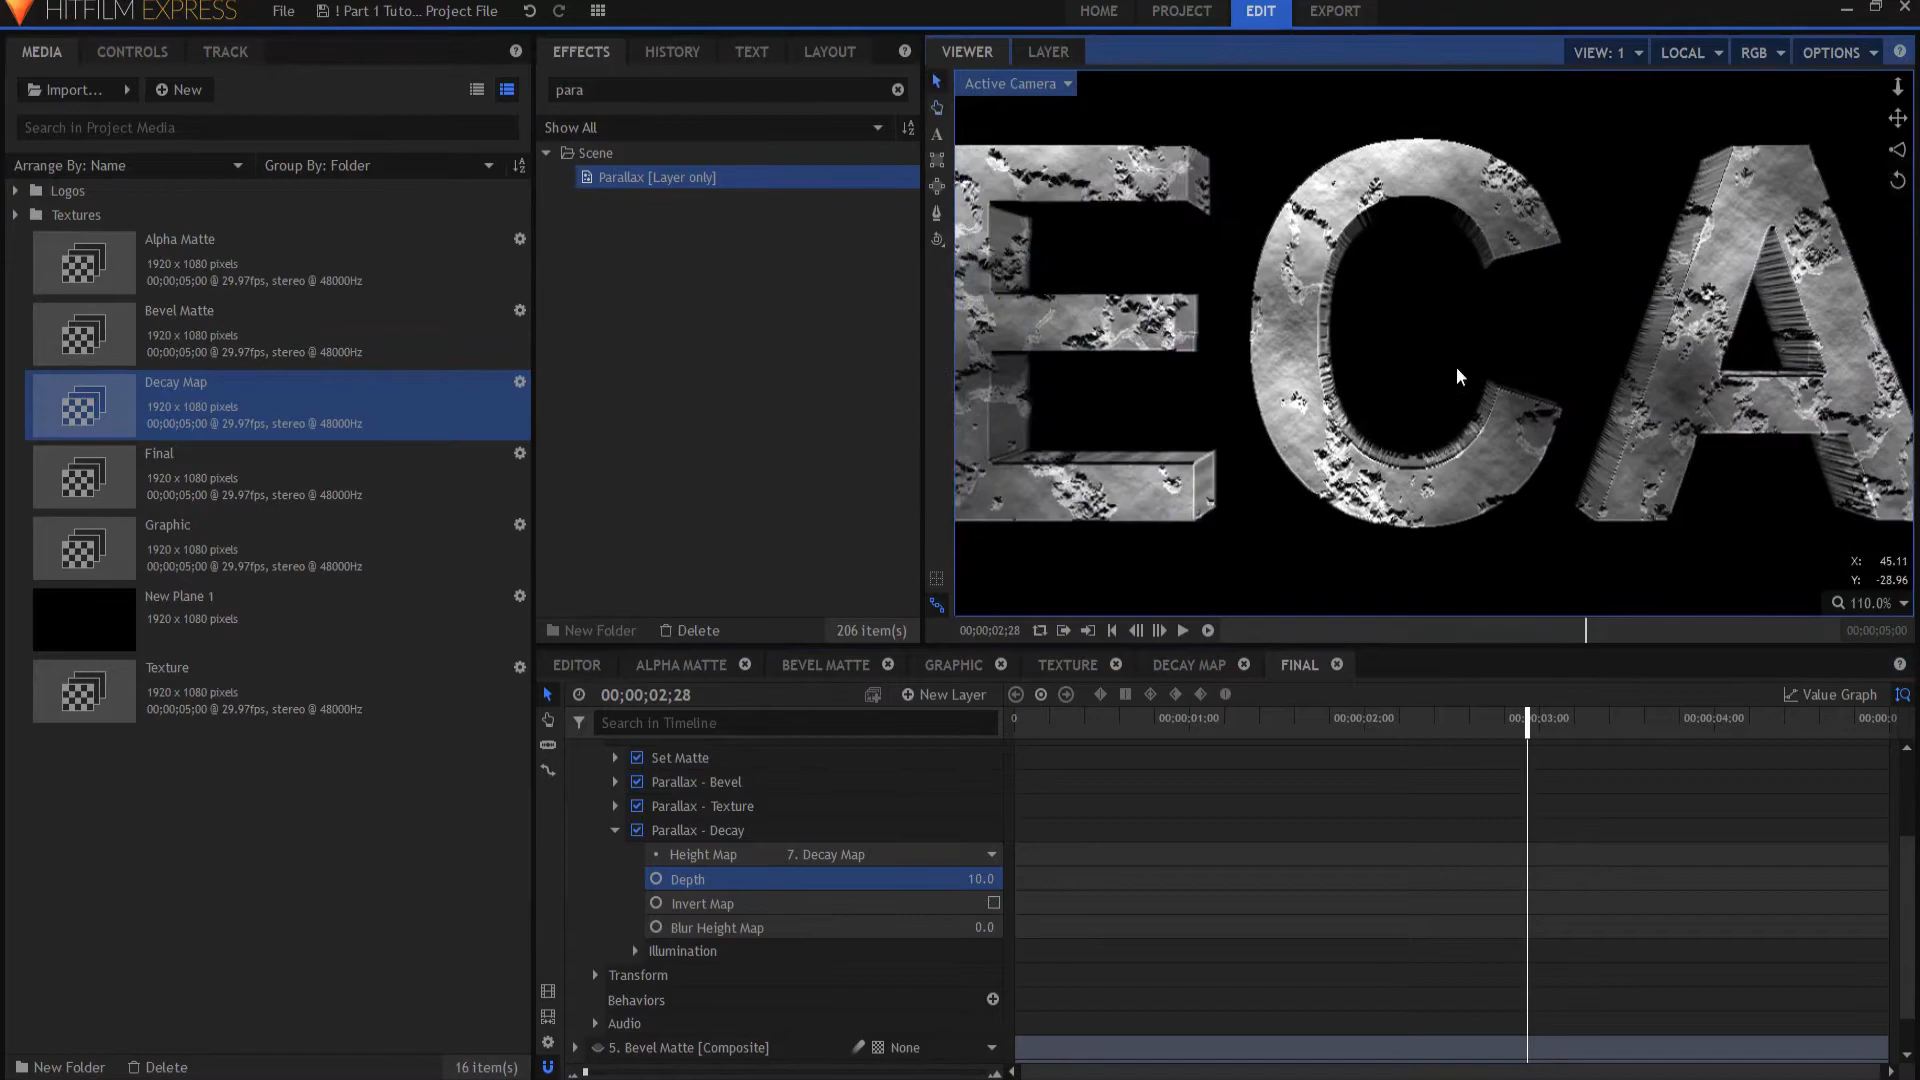 HITFILM EXPRESS
File
! Part 1 Tuto... Project File
HOME
PROJECT
EDIT
EXPORT
MEDIA
CONTROLS
TRACK
Import...
New
Search in Project Media
Arrange By: Name
Group By: Folder
Logos
Textures
Alpha Matte
1920 x 1080 pixels
00;00;05;00 @ 29.97fps, stereo @ 48000Hz
Bevel Matte
1920 x 1080 pixels
00;00;05;00 @ 29.97fps, stereo @ 48000Hz
Decay Map
1920 x 1080 pixels
00;00;05;00 @ 29.97fps, stereo @ 48000Hz
Final
1920 x 1080 pixels
00;00;05;00 @ 29.97fps, stereo @ 48000Hz
Graphic
1920 x 1080 pixels
00;00;05;00 @ 29.97fps, stereo @ 48000Hz
New Plane 1
1920 x 1080 pixels
Texture
1920 x 1080 pixels
00;00;05;00 @ 29.97fps, stereo @ 48000Hz
New Folder
Delete
16 item(s)
EFFECTS
HISTORY
TEXT
LAYOUT
para
Show All
Scene
Parallax [Layer only]
New Folder
Delete
206 item(s)
VIEWER
LAYER
VIEW: 1
LOCAL
RGB
OPTIONS
Active Camera
ECA
X: 45.11
Y: -28.96
110.0%
00;00;02;28
00;00;05;00
EDITOR
ALPHA MATTE
BEVEL MATTE
GRAPHIC
TEXTURE
DECAY MAP
FINAL
00;00;02;28
New Layer
Value Graph
Search in Timeline
0
00;00;01;00
00;00;02;00
00;00;03;00
00;00;04;00
00;00;0
Set Matte
Parallax - Bevel
Parallax - Texture
Parallax - Decay
Height Map 7. Decay Map
Depth 10.0
Invert Map
Blur Height Map 0.0
Illumination
Transform
Behaviors
Audio
5. Bevel Matte [Composite] None